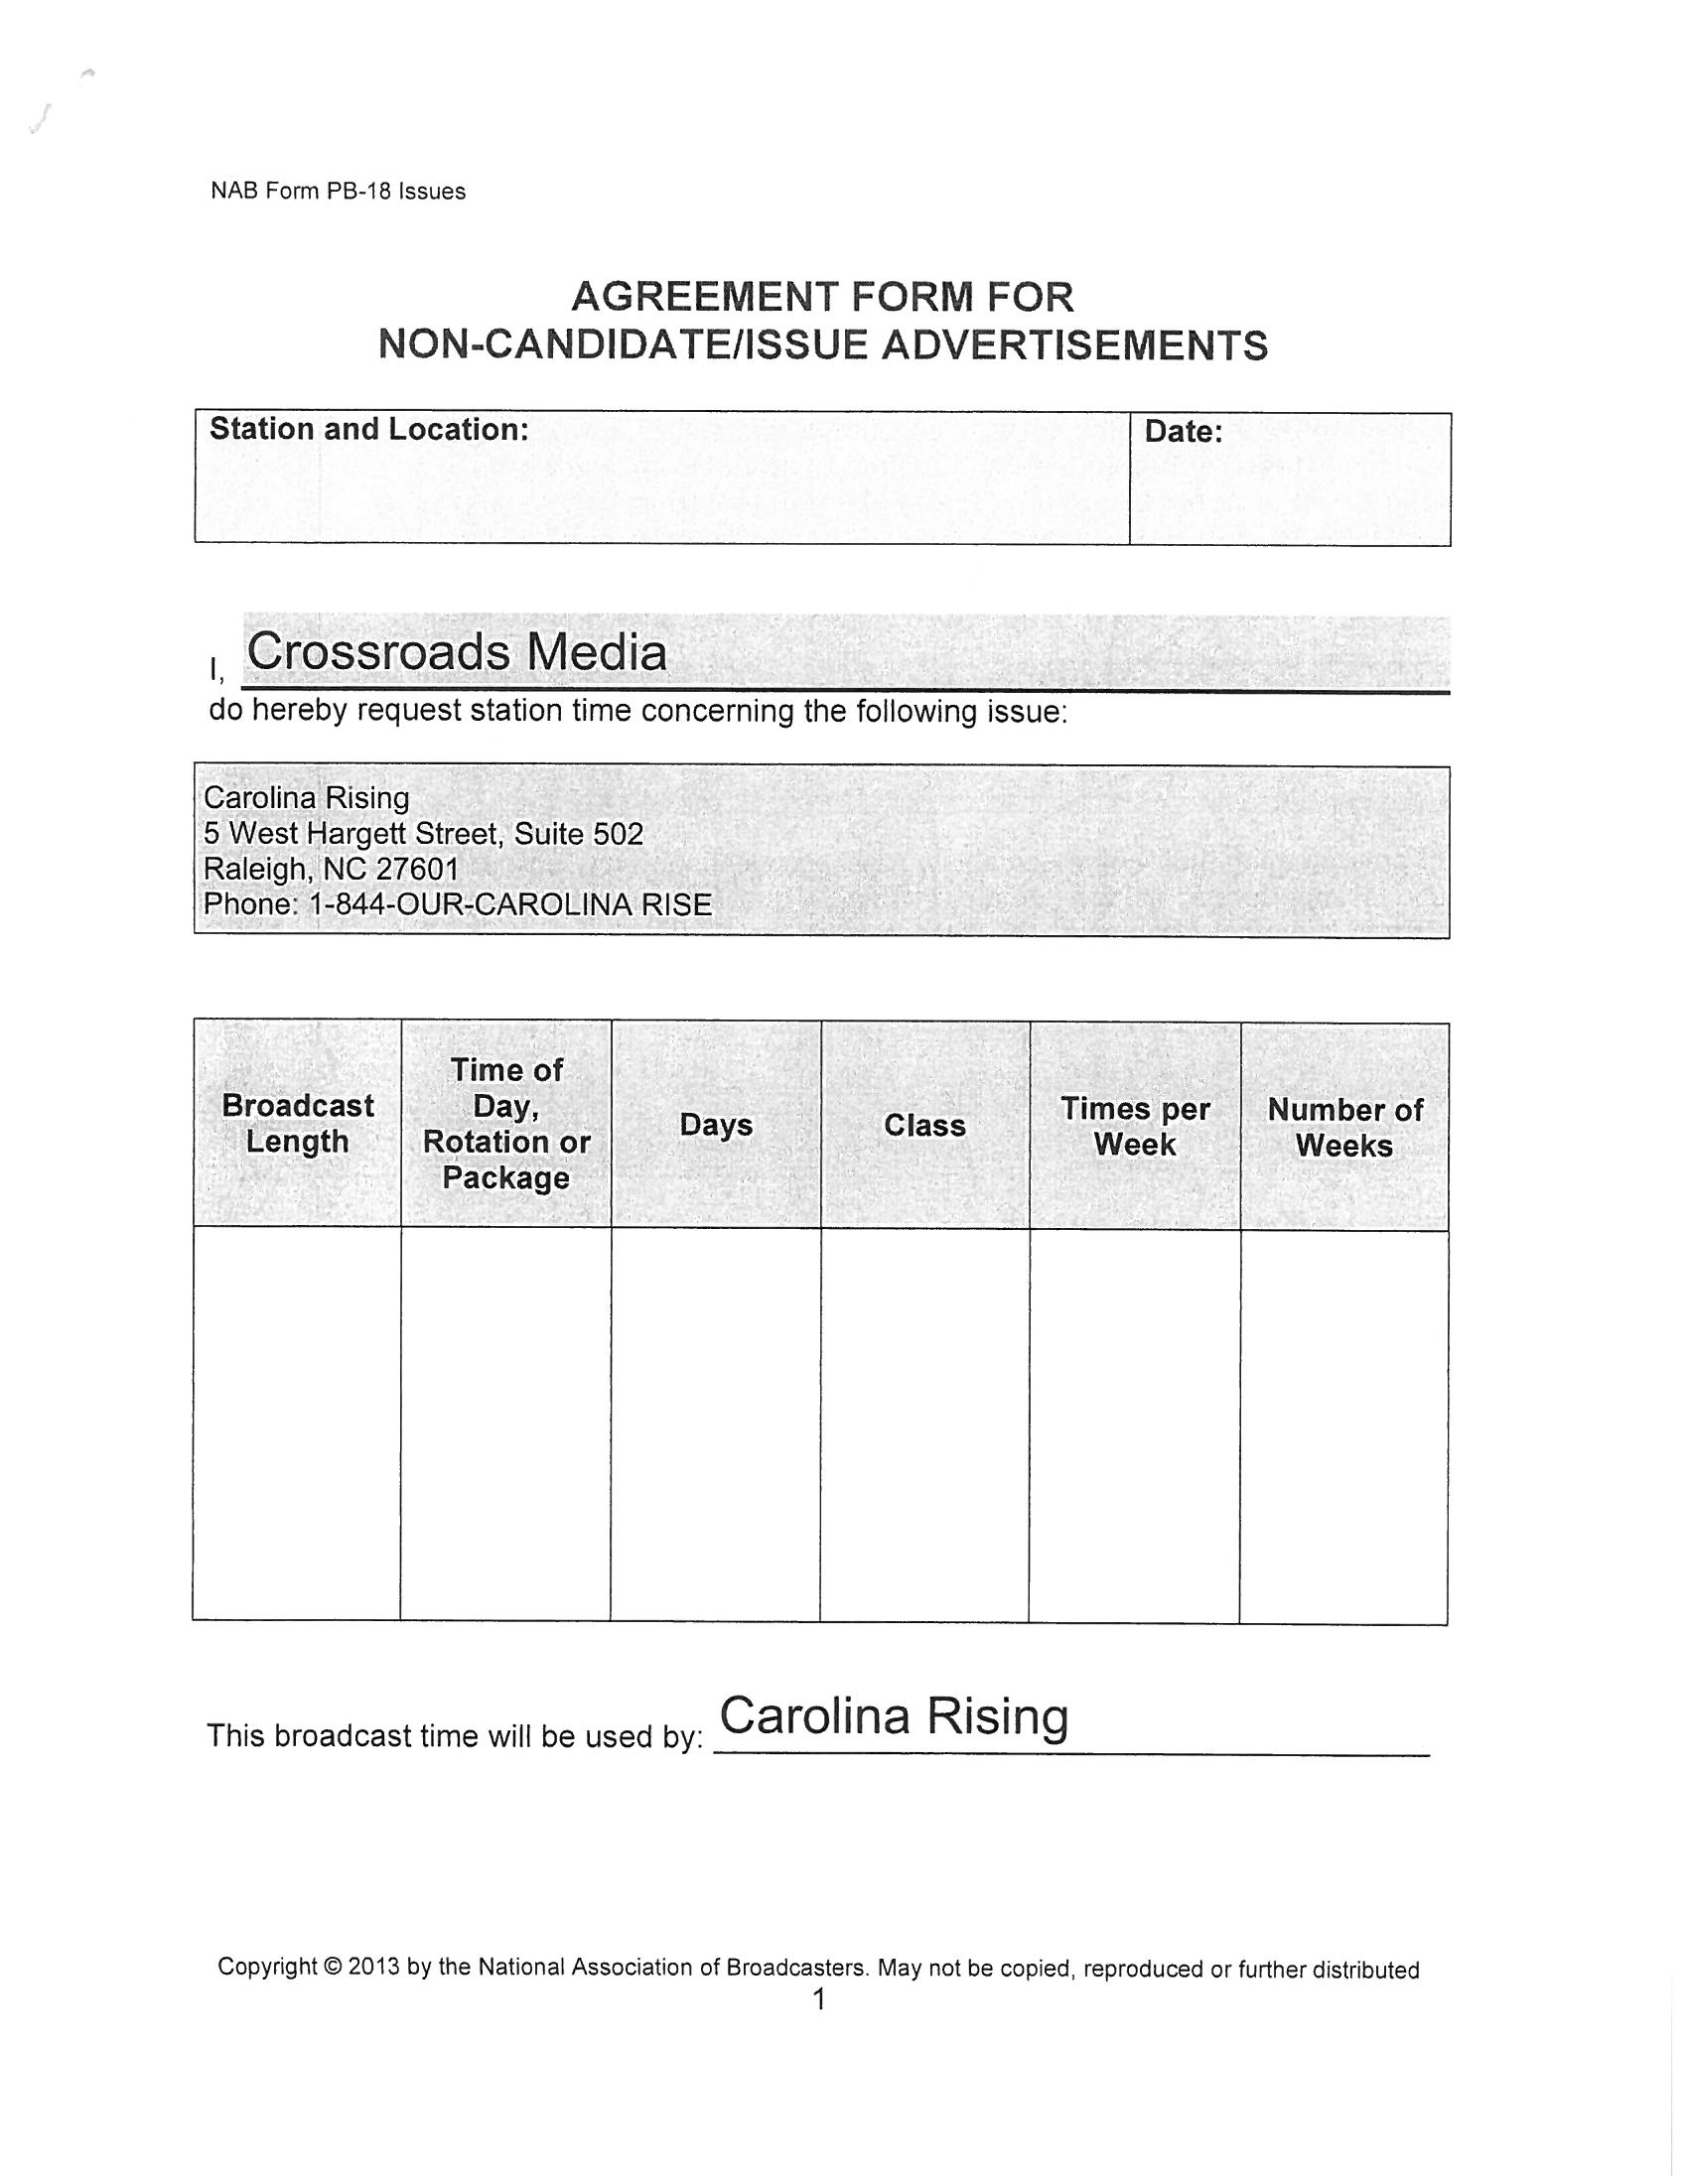 NAB Form PB-18 Issues
AGREEMENT FORM FOR
NON-CANDIDATE/ISSUE ADVERTISEMENTS
Station and Location:
Date:
I, Crossroads Media
do hereby request station time concerning the following issue:
Carolina Rising
5 West Hargett Street, Suite 502
Raleigh, NC 27601
Phone: 1-844-OUR-CAROLINA RISE
Broadcast
Length
Time of
Day,
Rotation or
Package
Days
Class
Times per
Week
Number of
Weeks
This broadcast time will be used by: Carolina Rising
Copyright © 2013 by the National Association of Broadcasters. May not be copied, reproduced or further distributed
1